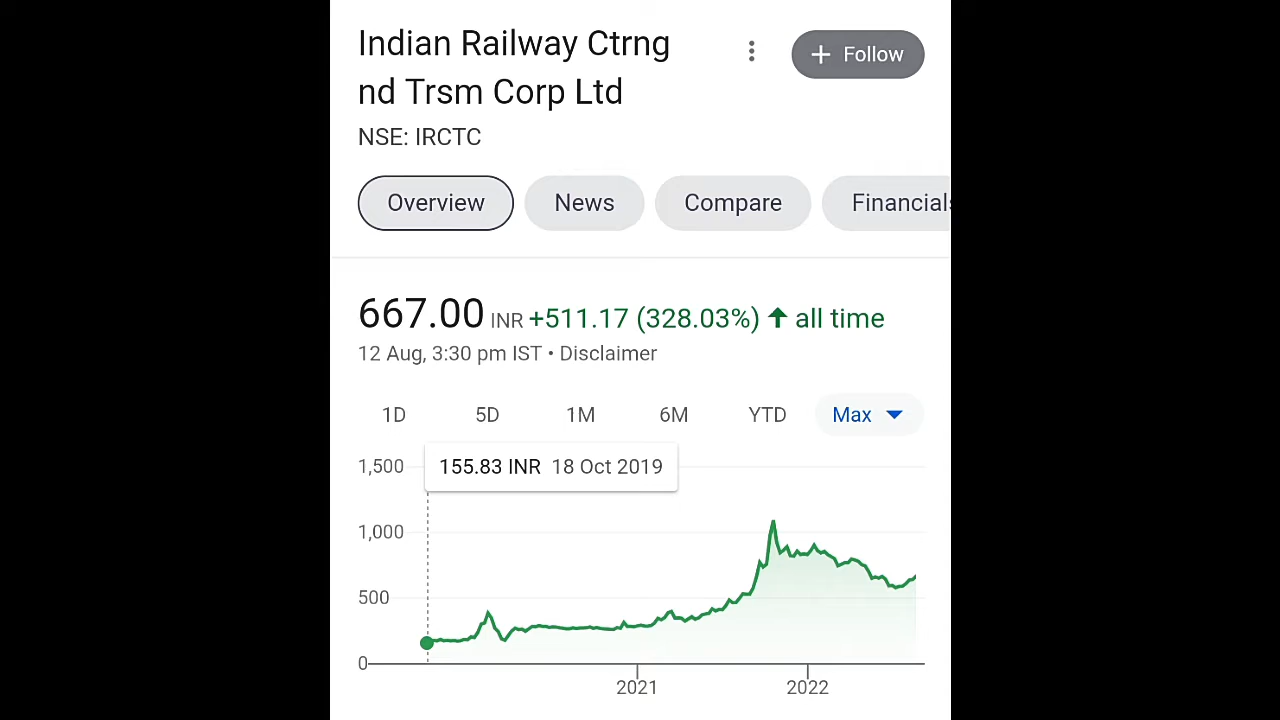 Indian Railway Ctrng
nd Trsm Corp Ltd
+ Follow
NSE: IRCTC
Overview
News
Compare
Financials
667.00 INR +511.17 (328.03%) ↑ all time
12 Aug, 3:30 pm IST • Disclaimer
1D 5D 1M 6M YTD Max
155.83 INR 18 Oct 2019
1,500
1,000
500
0
2021 2022